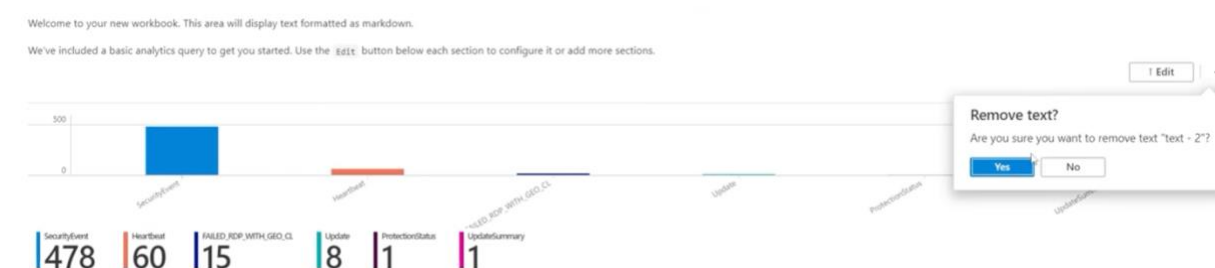 Welcome to your new workbook. This area will display text formatted as markdown.
We've included a basic analytics query to get you started. Use the Edit button below each section to configure it or add more sections.
↑ Edit
Remove text?
Are you sure you want to remove text "text - 2"?
Yes No
500
0
SecurityEvent
Heartbeat
AILED_RDP_WITH_GEO_CL
Update
ProtectionStatus
UpdateSum
SecurityEvent Heartbeat FAILED_RDP_WITH_GEO_CL Update ProtectionStatus UpdateSummary
478 60 15 8 1 1